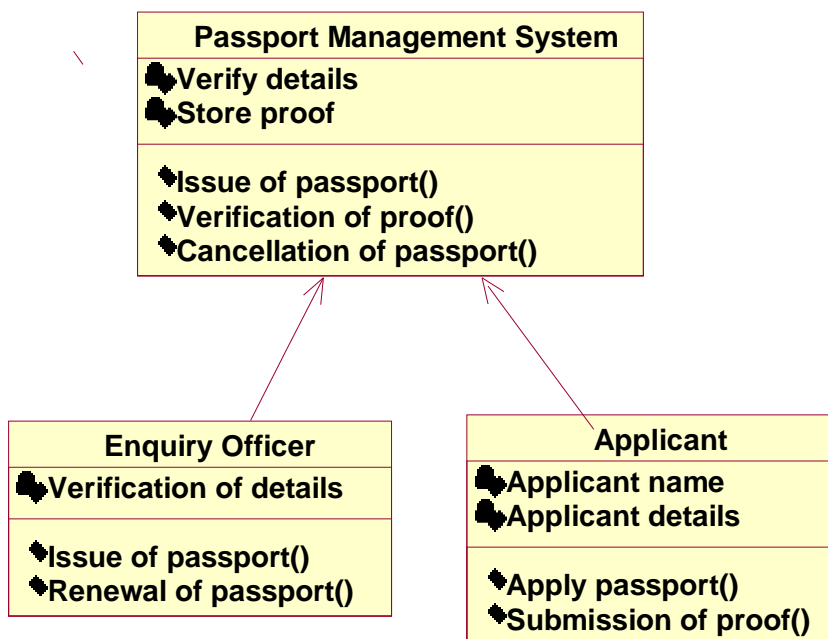 Passport Management System
Verify details
Store proof
Issue of passport()
Verification of proof()
Cancellation of passport()
Enquiry Officer
Verification of details
Issue of passport()
Renewal of passport()
Applicant
Applicant name
Applicant details
Apply passport()
Submission of proof()